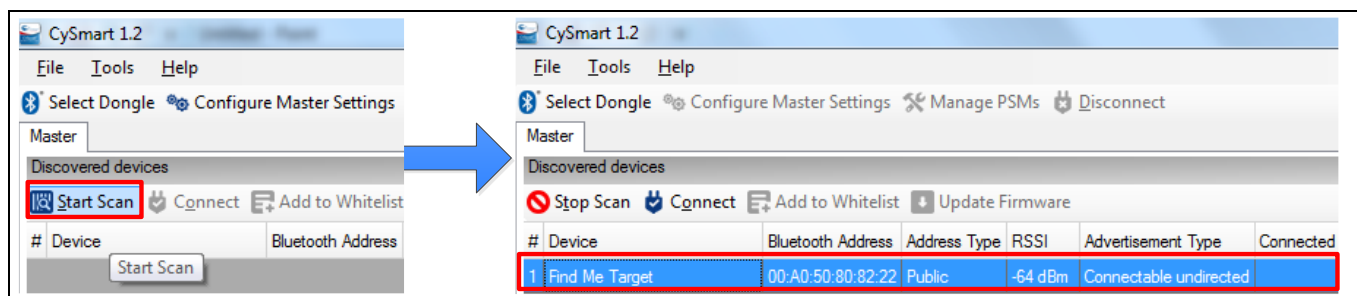 CySmart 1.2
File Tools Help
Select Dongle Configure Master Settings
Master
Discovered devices
Start Scan Connect Add to Whitelist
# Device Bluetooth Address
Start Scan
CySmart 1.2
File Tools Help
Select Dongle Configure Master Settings Manage PSMs Disconnect
Master
Discovered devices
Stop Scan Connect Add to Whitelist Update Firmware
# Device Bluetooth Address Address Type RSSI Advertisement Type Connected
1 Find Me Target 00:A0:50:80:82:22 Public -64 dBm Connectable undirected